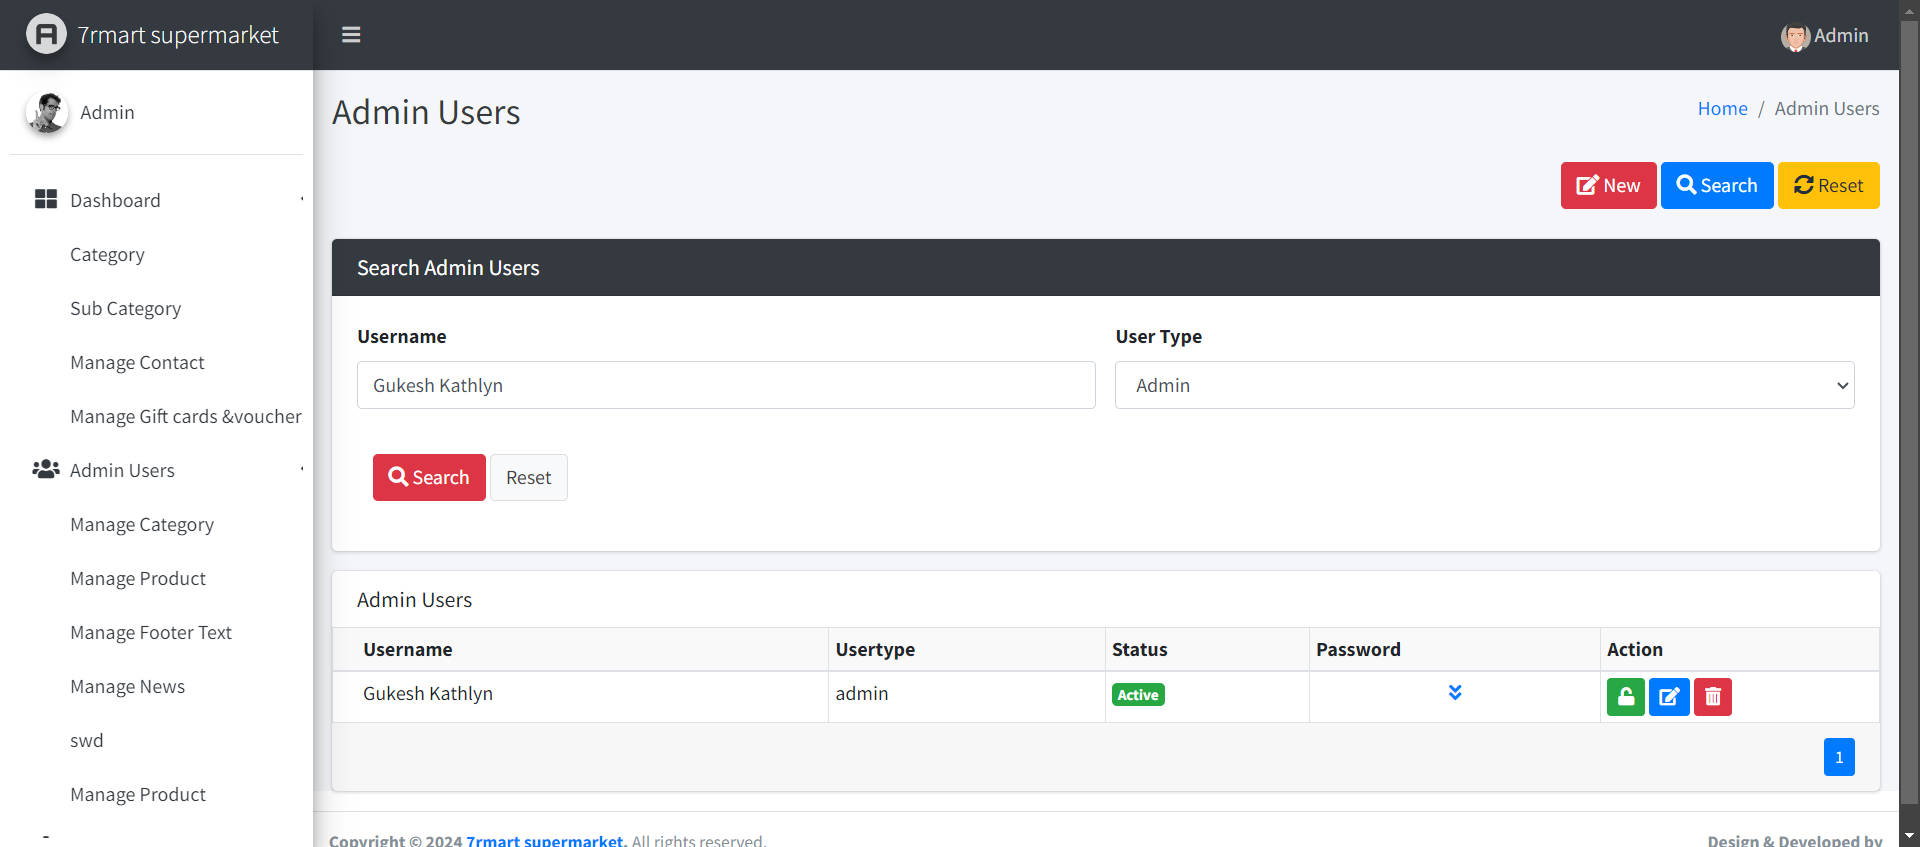 7rmart supermarket
Admin
Admin
Dashboard
Category
Sub Category
Manage Contact
Manage Gift cards &voucher
Admin Users
Manage Category
Manage Product
Manage Footer Text
Manage News
swd
Manage Product
Admin Users
Home / Admin Users
New Search Reset
Search Admin Users
Username User Type
Gukesh Kathlyn Admin
Search Reset
Admin Users
Username Usertype Status Password Action
Gukesh Kathlyn admin Active
1
Copyright © 2024 7rmart supermarket. All rights reserved. Design & Developed by